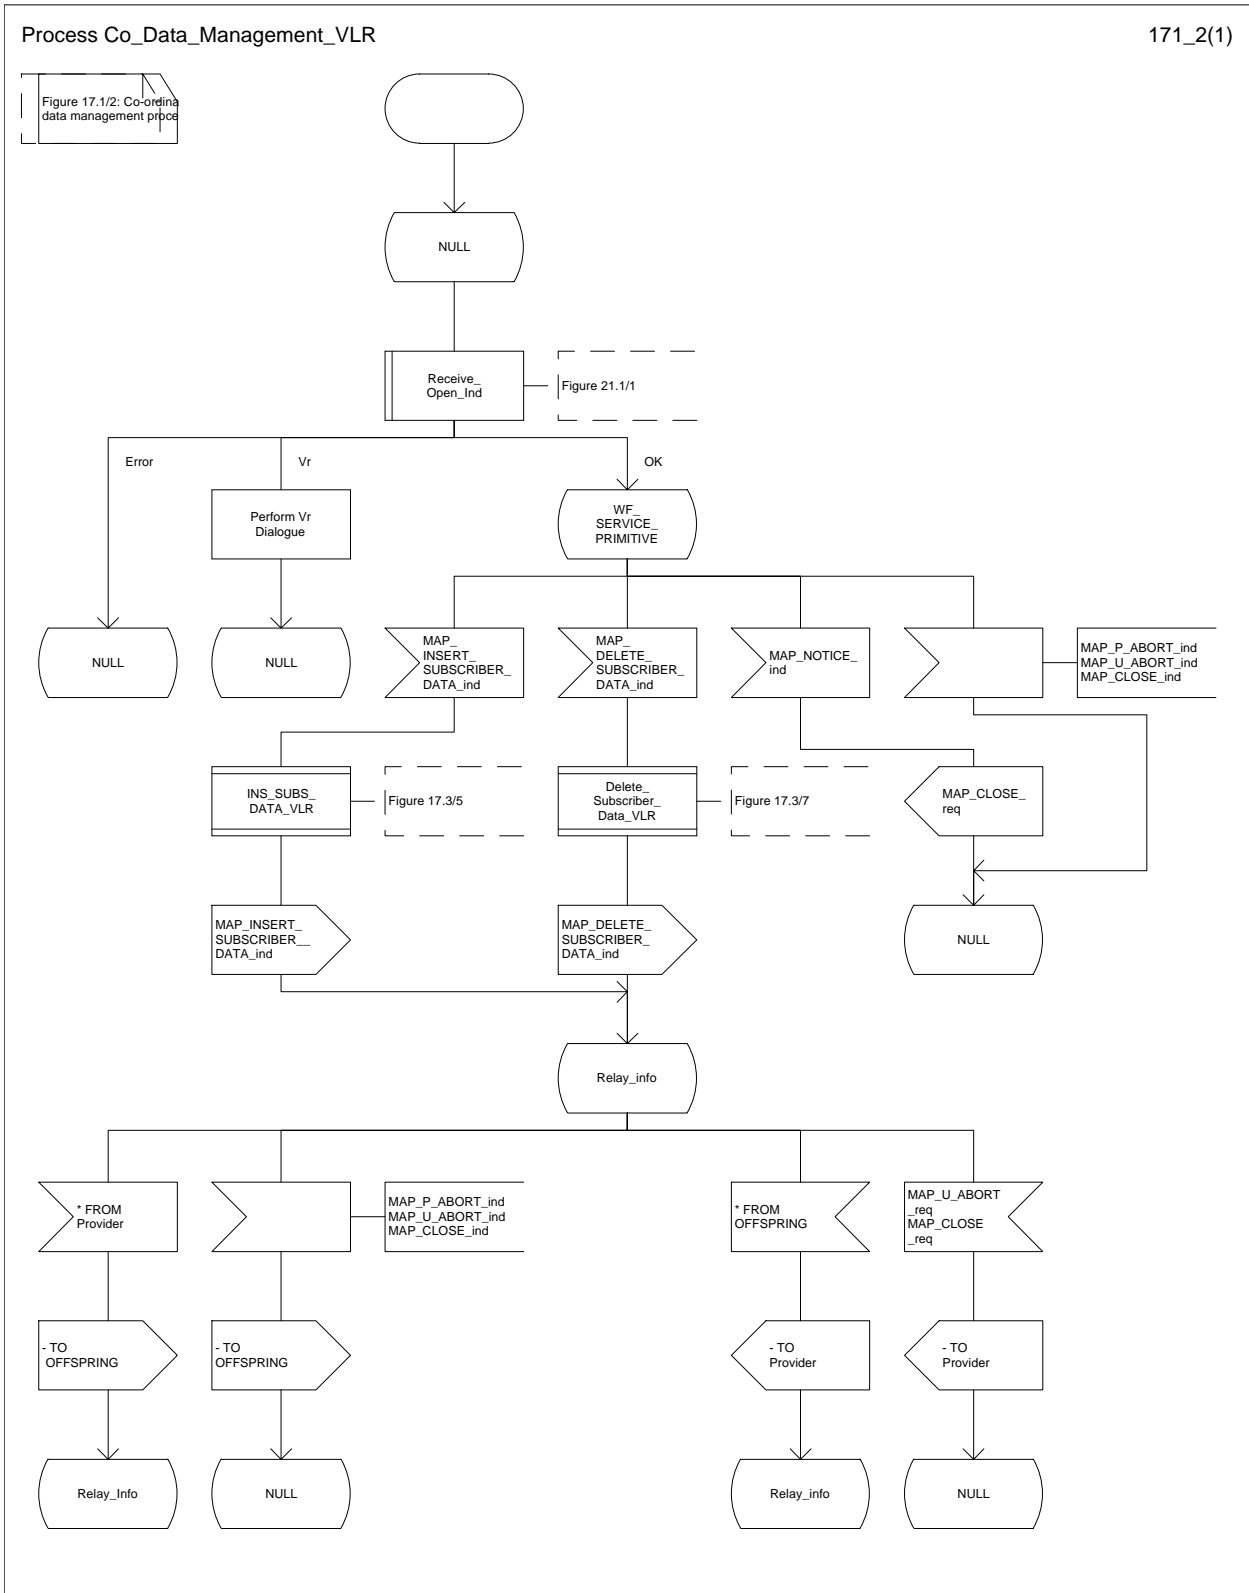 Process Co_Data_Management_VLR
171_2(1)
Figure 17.1/2: Co-ordina
data management proce
NULL
Receive_
Open_Ind
Figure 21.1/1
Error
Vr
OK
Perform Vr
Dialogue
WF_
SERVICE_
PRIMITIVE
NULL
NULL
MAP_
INSERT_
SUBSCRIBER_
DATA_ind
MAP_
DELETE_
SUBSCRIBER_
DATA_ind
MAP_NOTICE_
ind
MAP_P_ABORT_ind
MAP_U_ABORT_ind
MAP_CLOSE_ind
INS_SUBS_
DATA_VLR
Figure 17.3/5
Delete_
Subscriber_
Data_VLR
Figure 17.3/7
MAP_CLOSE_
req
MAP_INSERT_
SUBSCRIBER__
DATA_ind
MAP_DELETE_
SUBSCRIBER_
DATA_ind
NULL
Relay_info
* FROM
Provider
MAP_P_ABORT_ind
MAP_U_ABORT_ind
MAP_CLOSE_ind
* FROM
OFFSPRING
MAP_U_ABORT
_req
MAP_CLOSE
_req
- TO
OFFSPRING
- TO
OFFSPRING
- TO
Provider
- TO
Provider
Relay_Info
NULL
Relay_info
NULL